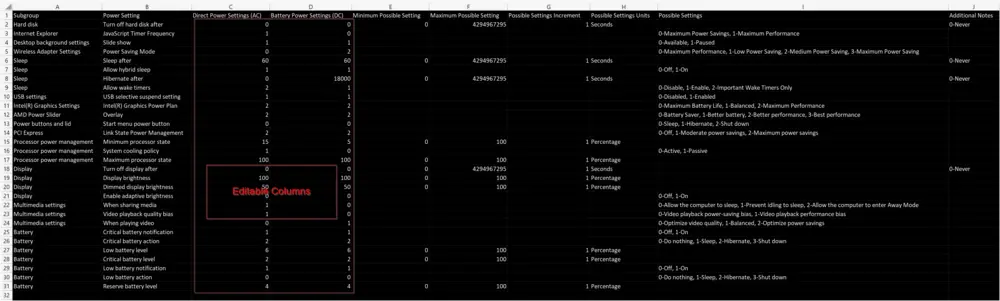 A B C D E F G H I J
1 Subgroup Power Setting Direct Power Settings (AC) Battery Power Settings (DC) Minimum Possible Setting Maximum Possible Setting Possible Settings Increment Possible Settings Units Possible Settings Additional Notes
2 Hard disk Turn off hard disk after 0 0 0 4294967295 1 Seconds 0-Never
3 Internet Explorer JavaScript Timer Frequency 1 0 0-Maximum Power Savings, 1-Maximum Performance
4 Desktop background settings Slide show 1 1 0-Available, 1-Paused
5 Wireless Adapter Settings Power Saving Mode 0 2 0-Maximum Performance, 1-Low Power Saving, 2-Medium Power Saving, 3-Maximum Power Saving
6 Sleep Sleep after 60 60 0 4294967295 1 Seconds 0-Never
7 Sleep Allow hybrid sleep 1 1 0-Off, 1-On
8 Sleep Hibernate after 0 18000 0 4294967295 1 Seconds 0-Never
9 Sleep Allow wake timers 2 1 0-Disable, 1-Enable, 2-Important Wake Timers Only
10 USB settings USB selective suspend setting 1 1 0-Disabled, 1-Enabled
11 Intel(R) Graphics Settings Intel(R) Graphics Power Plan 2 2 0-Maximum Battery Life, 1-Balanced, 2-Maximum Performance
12 AMD Power Slider Overlay 2 2 0-Battery Saver, 1-Better battery, 2-Better performance, 3-Best performance
13 Power buttons and lid Start menu power button 0 0 0-Sleep, 1-Hibernate, 2-Shut down
14 PCI Express Link State Power Management 2 2 0-Off, 1-Moderate power savings, 2-Maximum power savings
15 Processor power management Minimum processor state 15 5 0 100 1 Percentage
16 Processor power management System cooling policy 1 0 0-Active, 1-Passive
17 Processor power management Maximum processor state 100 100 0 100 1 Percentage
18 Display Turn off display after 0 0 0 4294967295 1 Seconds 0-Never
19 Display Display brightness 100 100 0 100 1 Percentage
20 Display Dimmed display brightness 50 50 0 100 1 Percentage
Editable Columns
21 Display Enable adaptive brightness 0 0 0-Off, 1-On
22 Multimedia settings When sharing media 1 0 0-Allow the computer to sleep, 1-Prevent idling to sleep, 2-Allow the computer to enter Away Mode
23 Multimedia settings Video playback quality bias 1 0 0-Video playback power-saving bias, 1-Video playback performance bias
24 Multimedia settings When playing video 0 1 0-Optimize video quality, 1-Balanced, 2-Optimize power savings
25 Battery Critical battery notification 1 1 0-Off, 1-On
26 Battery Critical battery action 2 2 0-Do nothing, 1-Sleep, 2-Hibernate, 3-Shut down
27 Battery Low battery level 6 6 0 100 1 Percentage
28 Battery Critical battery level 2 2 0 100 1 Percentage
29 Battery Low battery notification 1 1 0-Off, 1-On
30 Battery Low battery action 0 0 0-Do nothing, 1-Sleep, 2-Hibernate, 3-Shut down
31 Battery Reserve battery level 4 4 0 100 1 Percentage
32